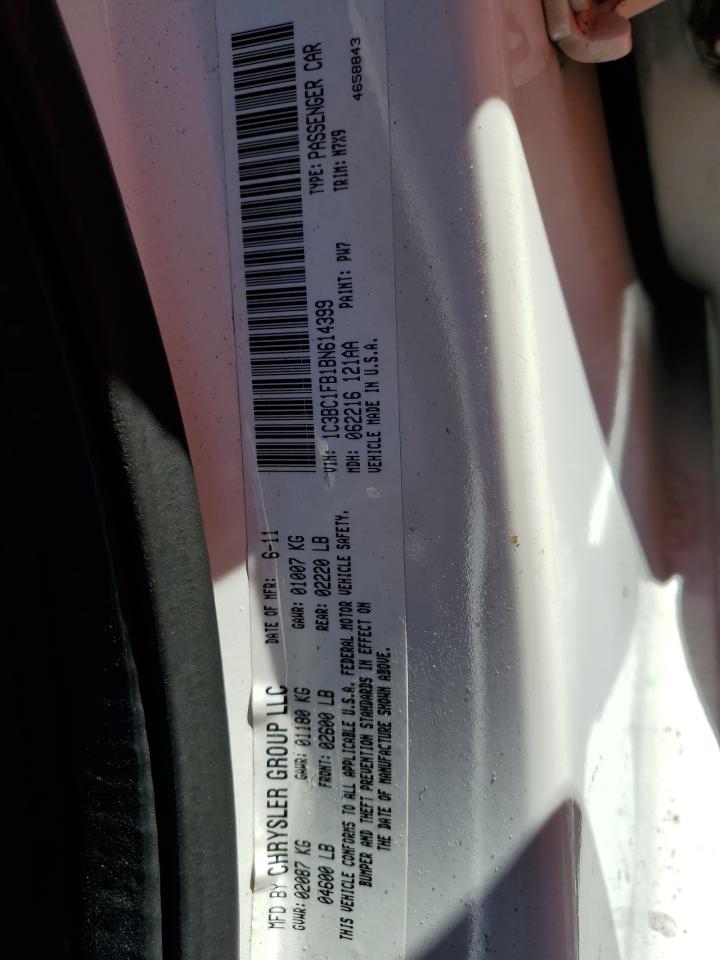 MFD BY CHRYSLER GROUP LLC DATE OF MFR: 6-11
GVWR: 02087 KG GAWR: 01180 KG GAWR: 01007 KG
04600 LB FRONT: 02600 LB REAR: 02220 LB
THIS VEHICLE CONFORMS TO ALL APPLICABLE U.S.A. FEDERAL MOTOR VEHICLE SAFETY,
BUMPER AND THEFT PREVENTION STANDARDS IN EFFECT ON
THE DATE OF MANUFACTURE SHOWN ABOVE.
VIN: 1C3BC1FB1BN614399 TYPE: PASSENGER CAR
MDH: 062216 121AA PAINT: PW7 TRIM: N7X9
VEHICLE MADE IN U.S.A. 4658843